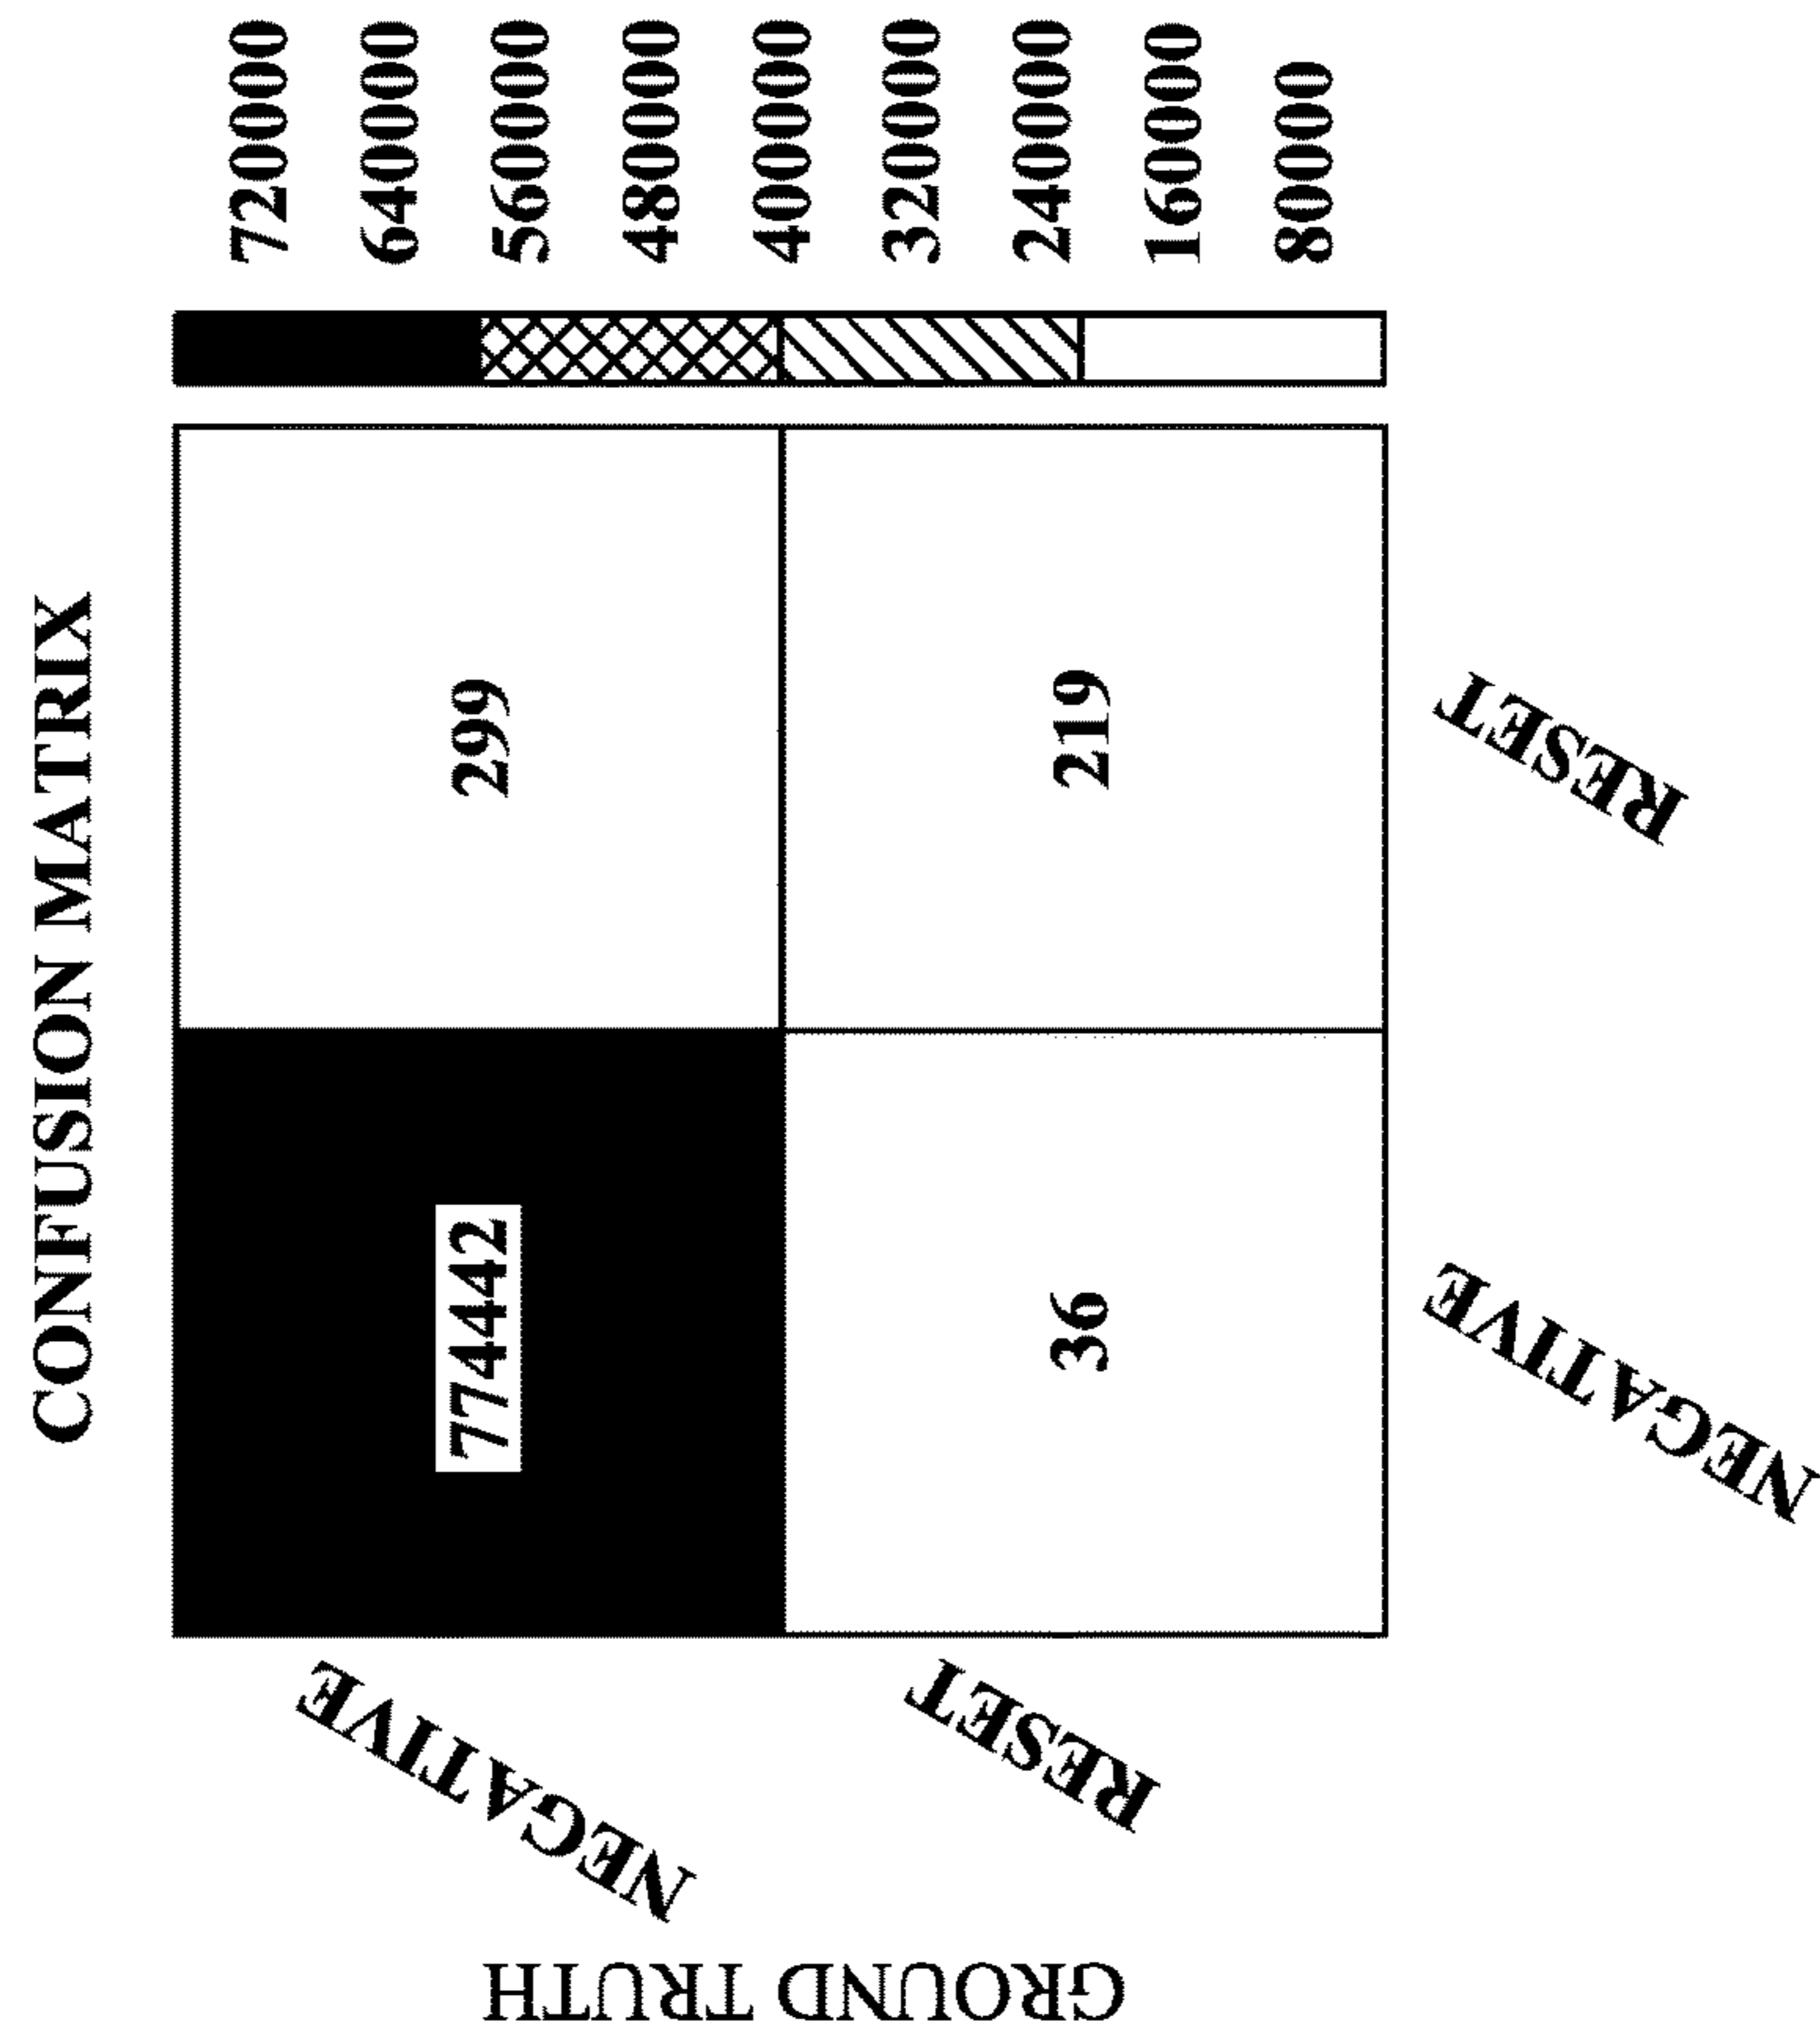 CONFUSION MATRIX
GROUND TRUTH
NEGATIVE
774442
299
RESET
36
219
NEGATIVE
RESET
720000
640000
560000
480000
400000
320000
240000
160000
80000